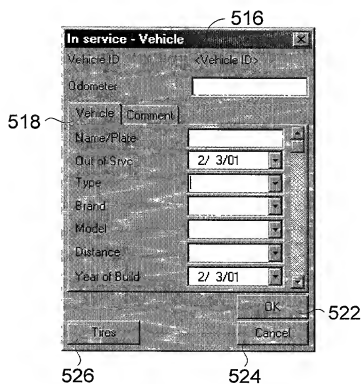 516
In service - Vehicle
Vehicle ID <Vehicle ID>
Odometer
518
Vehicle Comment
Name/Plate
Out of Srvc 2/ 3/01
Type
Brand
Model
Distance
Year of Build 2/ 3/01
OK
522
Tires Cancel
526 524